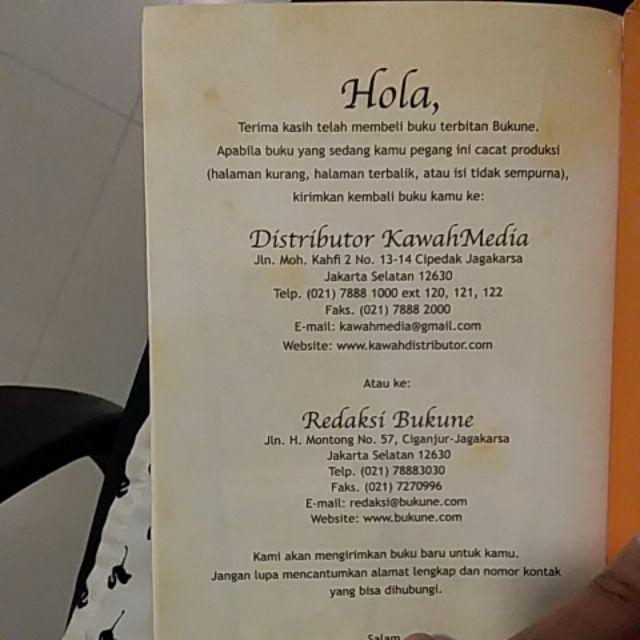 Hola,
Terima kasih telah membeli buku terbitan Bukune.
Apabila buku yang sedang kamu pegang ini cacat produksi
(halaman kurang, halaman terbalik, atau isi tidak sempurna),
kirimkan kembali buku kamu ke:
Distributor KawahMedia
Jln. Moh. Kahfi 2 No. 13-14 Cipedak Jagakarsa
Jakarta Selatan 12630
Telp. (021) 7888 1000 ext 120, 121, 122
Faks. (021) 7888 2000
E-mail: kawahmedia@gmail.com
Website: www.kawahdistributor.com
Atau ke:
Redaksi Bukune
Jln. H. Montong No. 57, Ciganjur-Jagakarsa
Jakarta Selatan 12630
Telp. (021) 78883030
Faks. (021) 7270996
E-mail: redaksi@bukune.com
Website: www.bukune.com
Kami akan mengirimkan buku baru untuk kamu.
Jangan lupa mencantumkan alamat lengkap dan nomor kontak
yang bisa dihubungi.
Salam